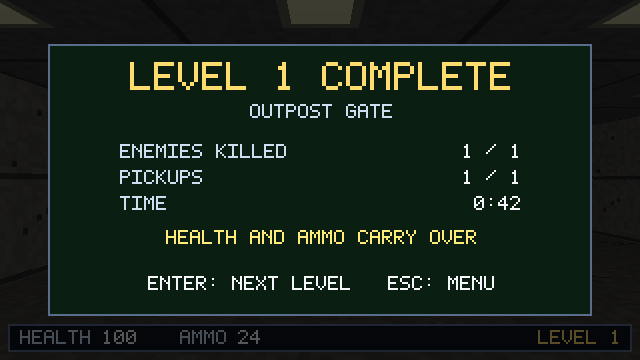 LEVEL 1 COMPLETE
OUTPOST GATE
ENEMIES KILLED 1 / 1
PICKUPS 1 / 1
TIME 0:42
HEALTH AND AMMO CARRY OVER
ENTER: NEXT LEVEL ESC: MENU
HEALTH 100 AMMO 24 LEVEL 1